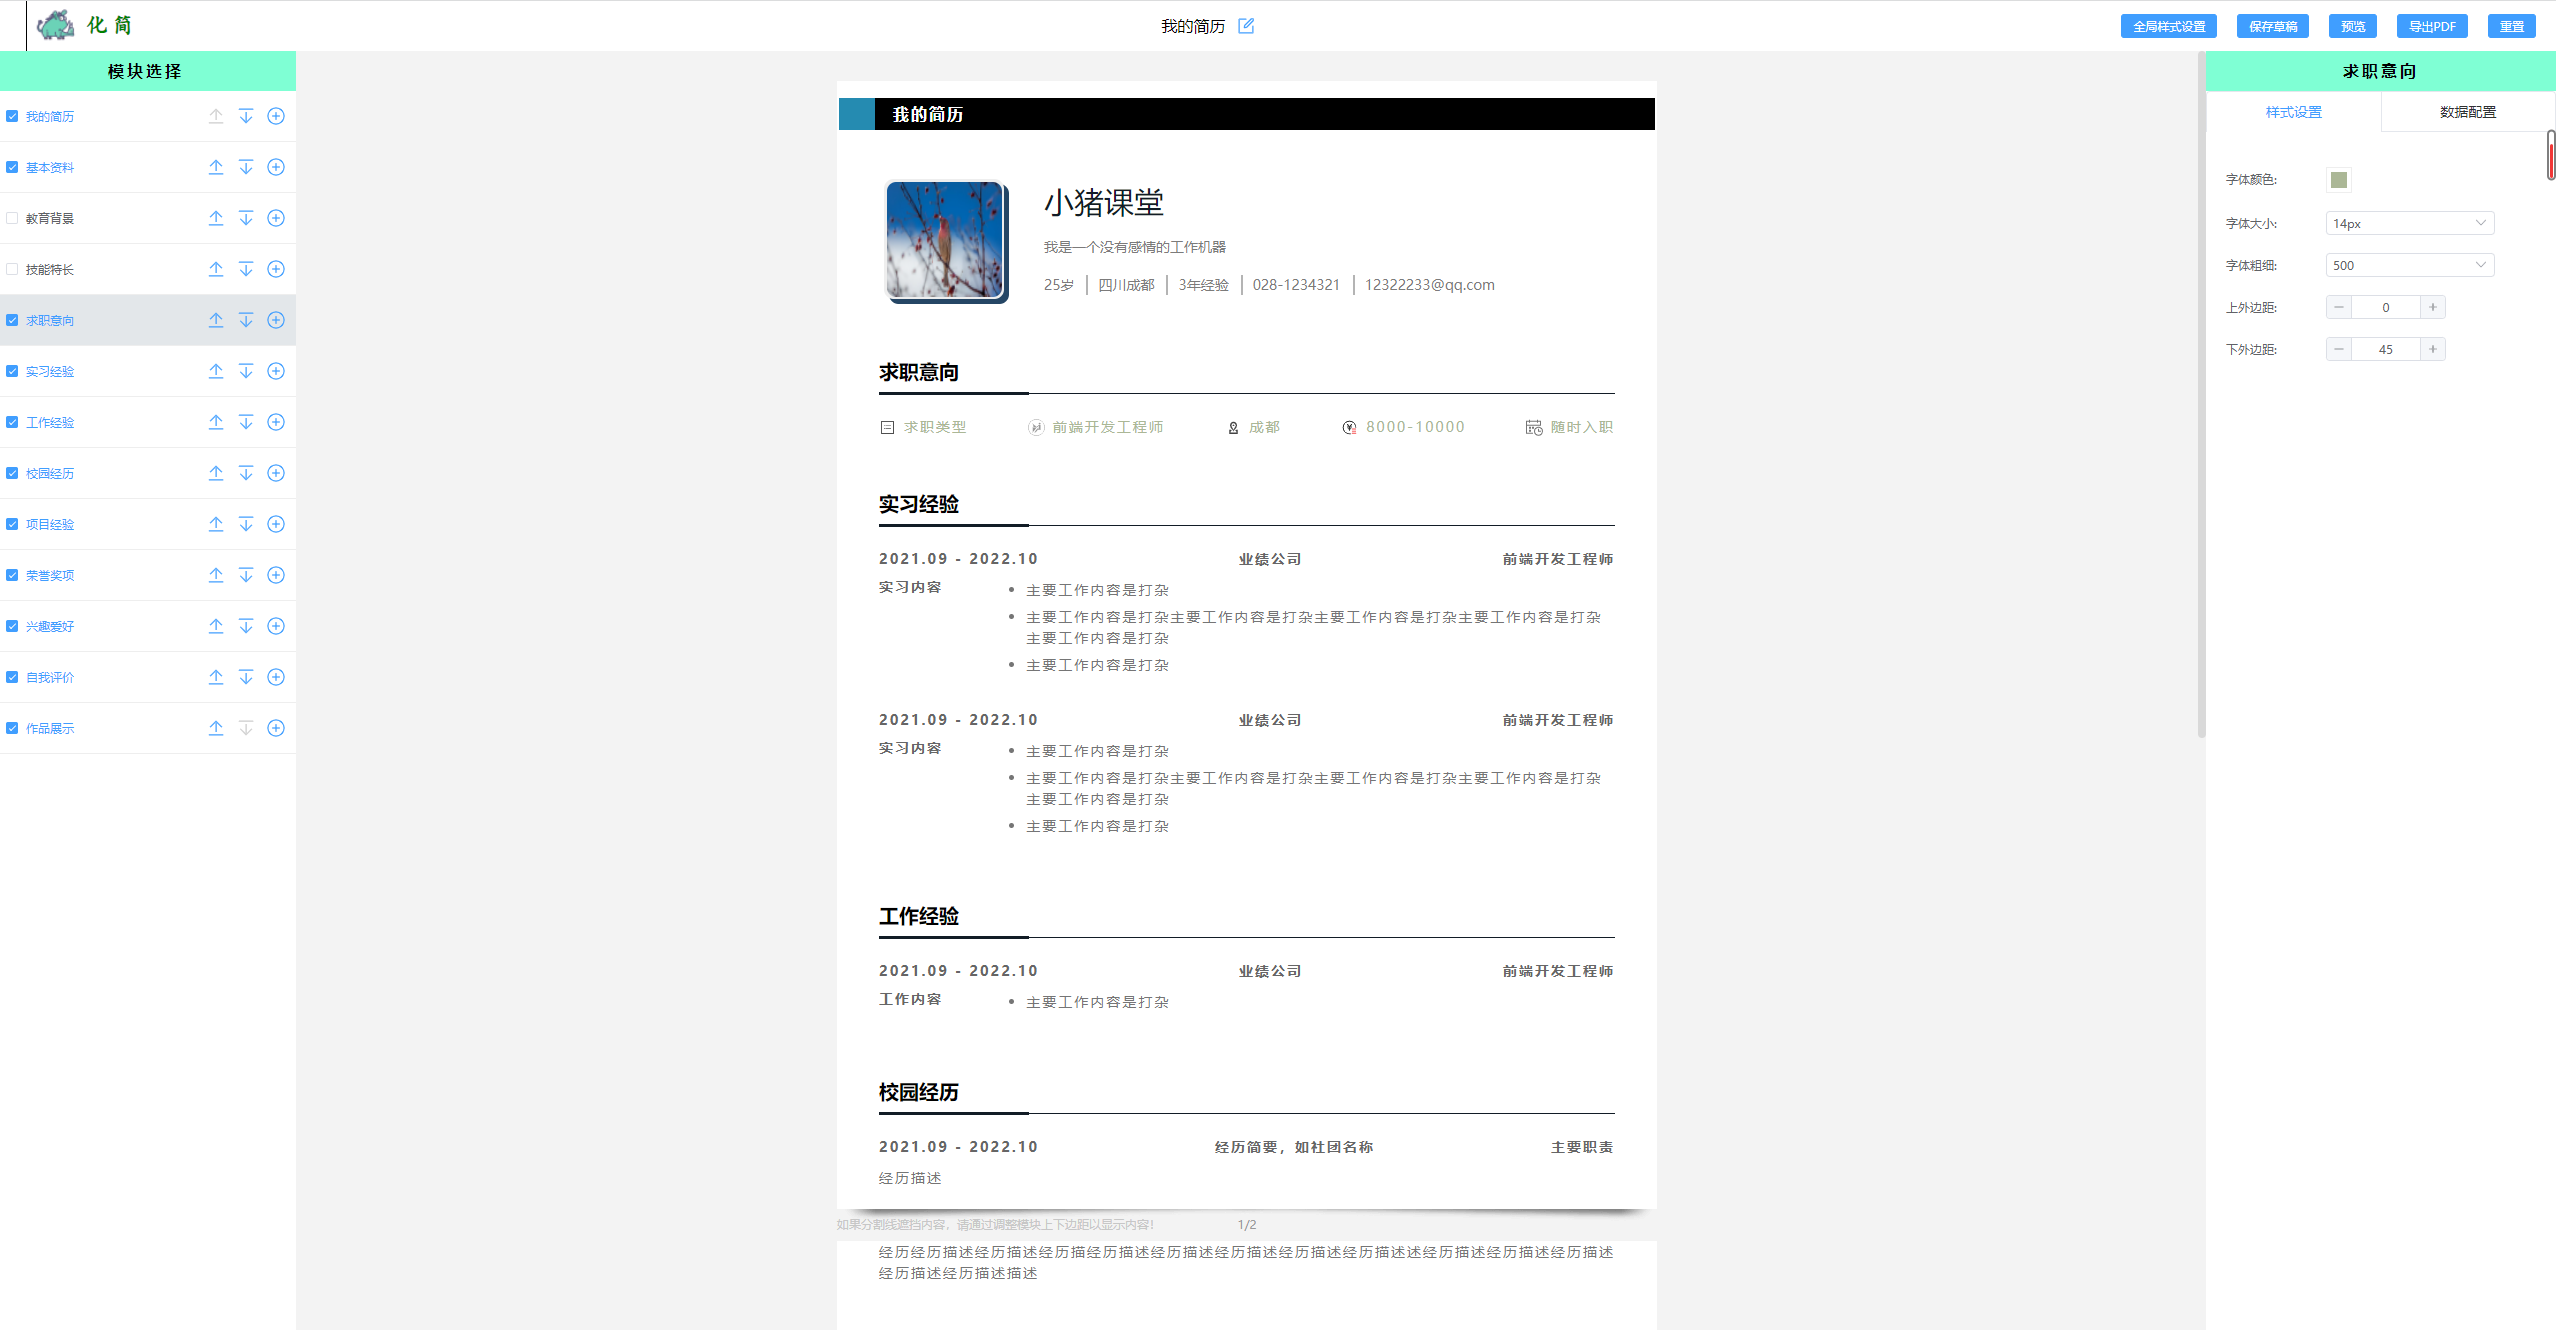 化 简
我的简历
全局样式设置 保存草稿 预览 导出PDF 重置
模块选择
我的简历
基本资料
教育背景
技能特长
求职意向
实习经验
工作经验
校园经历
项目经验
荣誉奖项
兴趣爱好
自我评价
作品展示
我的简历
小猪课堂
我是一个没有感情的工作机器
25岁 四川成都 3年经验 028-1234321 12322233@qq.com
求职意向
求职类型 前端开发工程师 成都 8000-10000 随时入职
实习经验
2021.09 - 2022.10 业绩公司 前端开发工程师
实习内容
主要工作内容是打杂
主要工作内容是打杂主要工作内容是打杂主要工作内容是打杂主要工作内容是打杂
主要工作内容是打杂
主要工作内容是打杂
2021.09 - 2022.10 业绩公司 前端开发工程师
实习内容
主要工作内容是打杂
主要工作内容是打杂主要工作内容是打杂主要工作内容是打杂主要工作内容是打杂
主要工作内容是打杂
主要工作内容是打杂
工作经验
2021.09 - 2022.10 业绩公司 前端开发工程师
工作内容
主要工作内容是打杂
校园经历
2021.09 - 2022.10 经历简要，如社团名称 主要职责
经历描述
如果分割线遮挡内容，请通过调整模块上下边距以显示内容！ 1/2
经历经历描述经历描述经历描经历描述经历描述经历描述经历描述经历描述述经历描述经历描述经历描述
经历描述经历描述描述
求职意向
样式设置 数据配置
字体颜色:
字体大小: 14px
字体粗细: 500
上外边距: － 0 +
下外边距: － 45 +